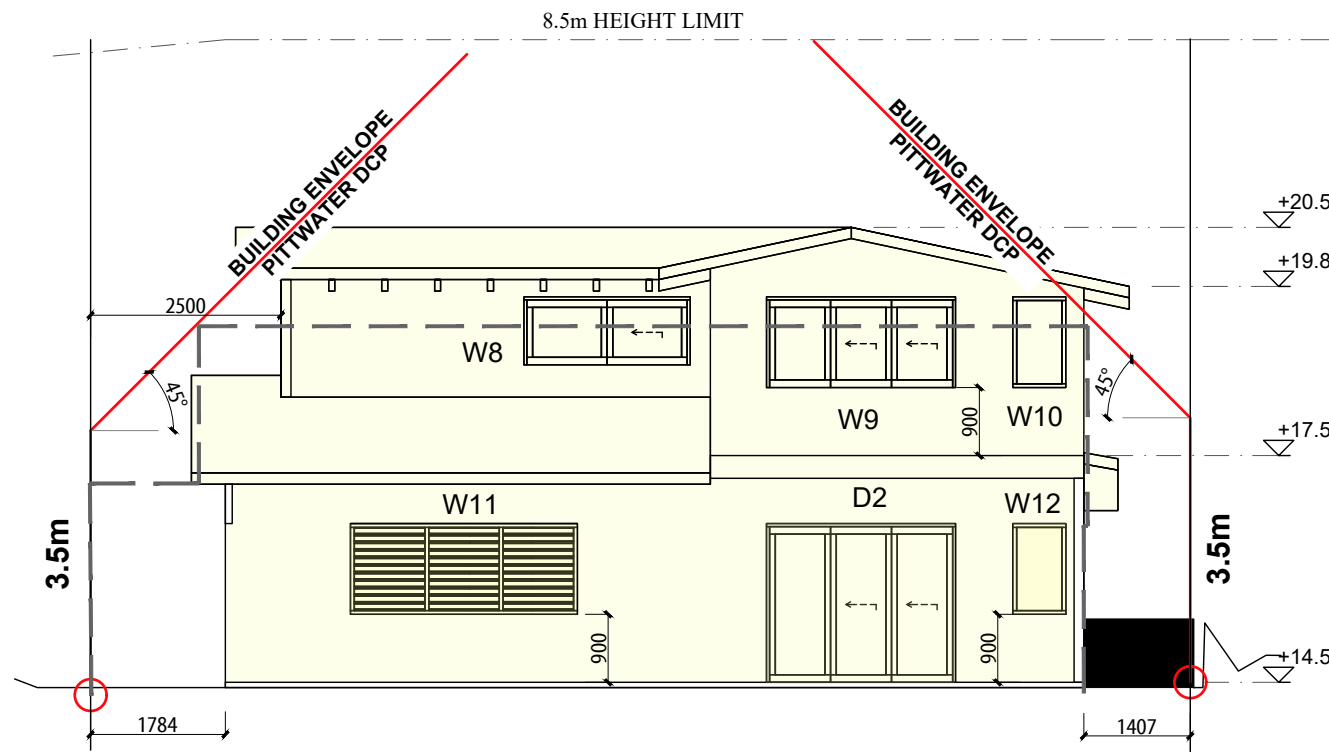 8.5m HEIGHT LIMIT
BUILDING ENVELOPE
PITTWATER DCP
BUILDING ENVELOPE
PITTWATER DCP
+20.5
+19.8
2500
W8
45°
45°
W9
900
W10
+17.5
W11
D2
W12
3.5m
3.5m
900
900
+14.5
1784
1407